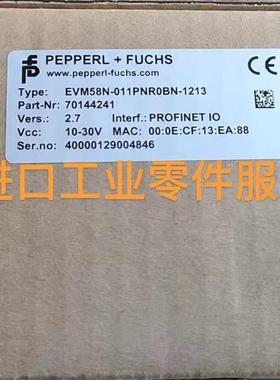 PEPPERL + FUCHS
www.pepperl-fuchs.com
Type: EVM58N-011PNR0BN-1213
Part-Nr: 70144241
Vers.: 2.7 Interf.: PROFINET IO
Vcc: 10-30V MAC: 00:0E:CF:13:EA:88
Ser.no: 40000129004846
进口工业零件服